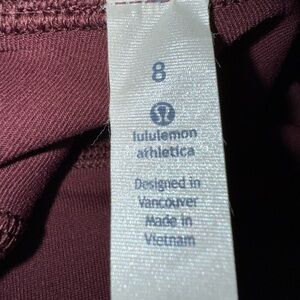 8
lululemon
athletica
Designed in
Vancouver
Made in
Vietnam